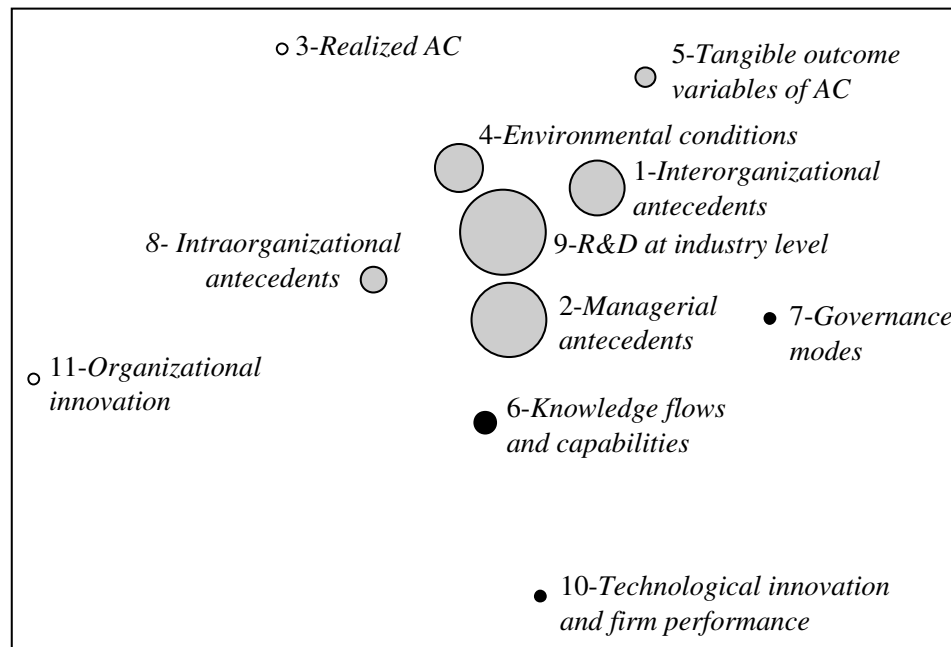 3-Realized AC
5-Tangible outcome
variables of AC
4-Environmental conditions
1-Interorganizational
antecedents
9-R&D at industry level
8- Intraorganizational
antecedents
2-Managerial
antecedents
7-Governance
modes
11-Organizational
innovation
6-Knowledge flows
and capabilities
10-Technological innovation
and firm performance